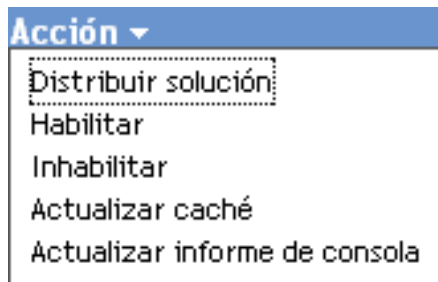 Acción
Distribuir solución
Habilitar
Inhabilitar
Actualizar caché
Actualizar informe de consola